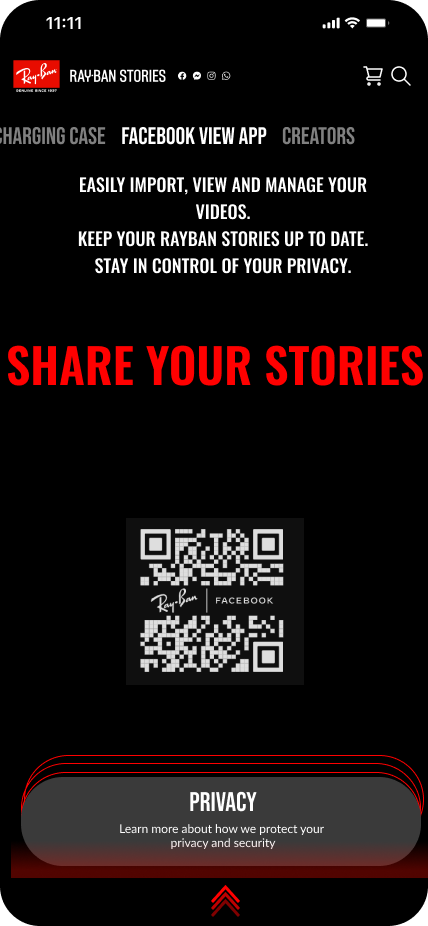 11:11
Ray-Ban
GENUINE SINCE 1937
RAY-BAN STORIES
CHARGING CASE
FACEBOOK VIEW APP
CREATORS
EASILY IMPORT, VIEW AND MANAGE YOUR
VIDEOS.
KEEP YOUR RAYBAN STORIES UP TO DATE.
STAY IN CONTROL OF YOUR PRIVACY.
SHARE YOUR STORIES
Ray-Ban | FACEBOOK
PRIVACY
Learn more about how we protect your
privacy and security